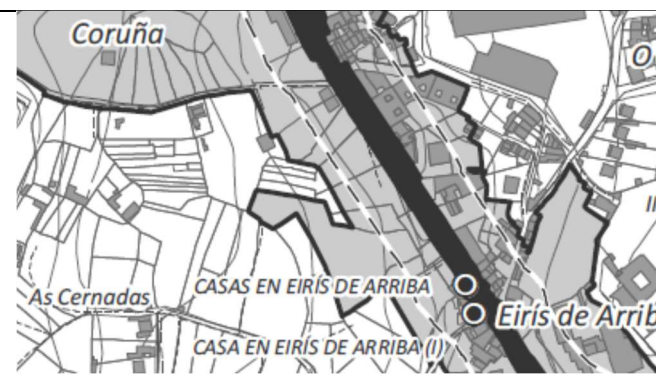 Coruña
O
As Cernadas
CASAS EN EIRÍS DE ARRIBA
Eirís de Arrib
CASA EN EIRÍS DE ARRIBA (I)